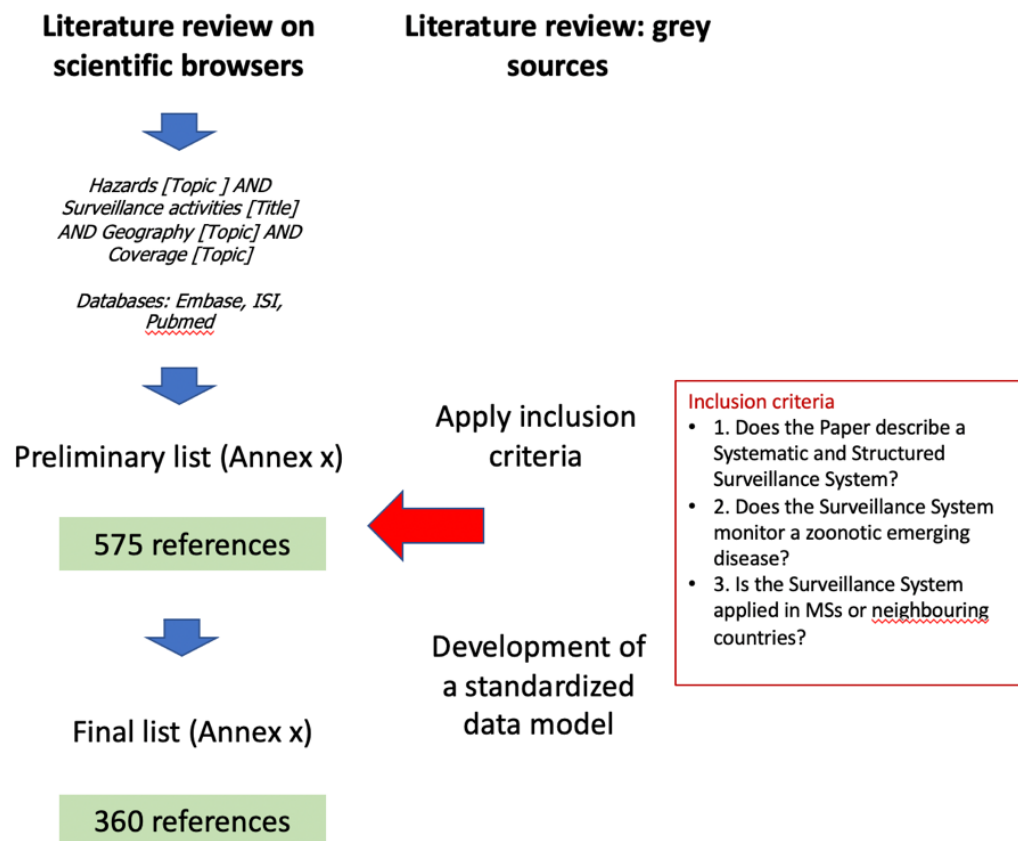 Literature review on
scientific browsers
Literature review: grey
sources
Hazards [Topic ] AND
Surveillance activities [Title]
AND Geography [Topic] AND
Coverage [Topic]
Databases: Embase, ISI,
Pubmed
Preliminary list (Annex x)
575 references
Apply inclusion
criteria
Inclusion criteria
• 1. Does the Paper describe a
Systematic and Structured
Surveillance System?
• 2. Does the Surveillance System
monitor a zoonotic emerging
disease?
• 3. Is the Surveillance System
applied in MSs or neighbouring
countries?
Development of
a standardized
data model
Final list (Annex x)
360 references